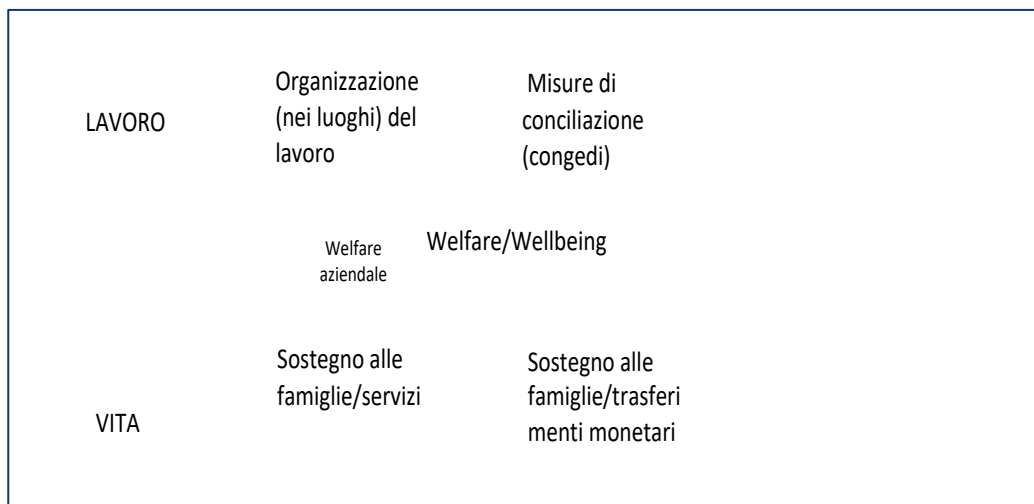 LAVORO
Organizzazione
(nei luoghi) del
lavoro
Misure di
conciliazione
(congedi)
Welfare
aziendale
Welfare/Wellbeing
VITA
Sostegno alle
famiglie/servizi
Sostegno alle
famiglie/trasferi
menti monetari